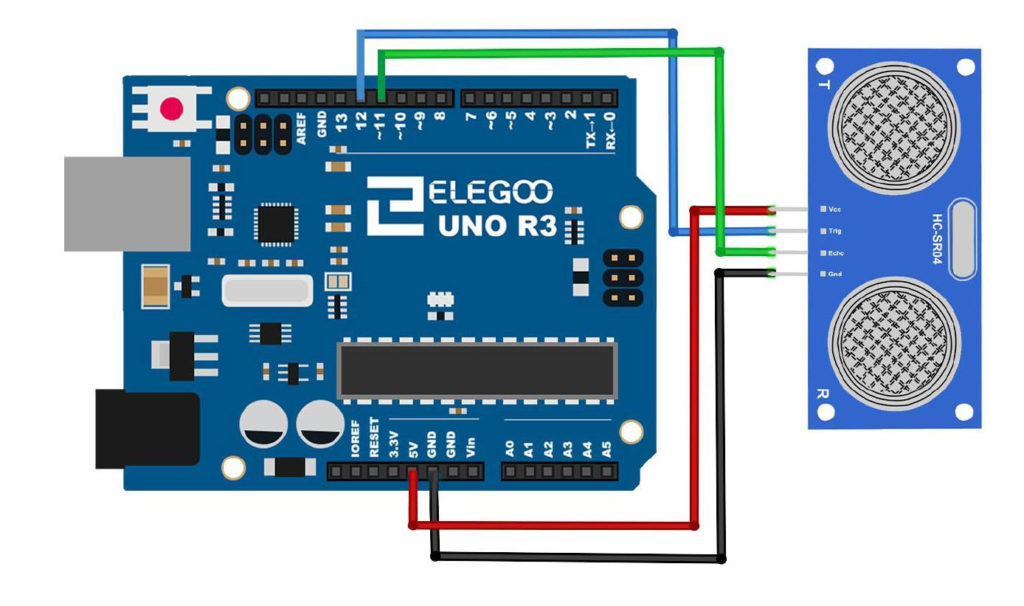 AREF
GND
13
12
~11
~10
~9
8
7
~6
~5
4
~3
2
TX→1
RX←0
ELEGOO
UNO R3
IOREF
RESET
3.3V
5V
GND
GND
Vin
A0
A1
A2
A3
A4
A5
T
Vcc
Trig
Echo
Gnd
HC-SR04
R